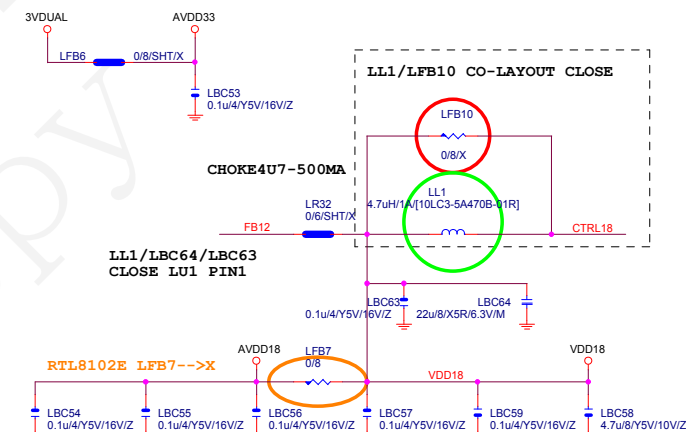 3VDUAL
AVDD33
LFB6
0/8/SHT/X
LBC53
0.1u/4/Y5V/16V/Z
LL1/LFB10 CO-LAYOUT CLOSE
LFB10
0/8/X
CHOKE4U7-500MA
LL1
4.7uH/1A/[10LC3-5A470B-01R]
LR32
0/6/SHT/X
FB12
CTRL18
LL1/LBC64/LBC63
CLOSE LU1 PIN1
LBC63
0.1u/4/Y5V/16V/Z
LBC64
22u/8/X5R/6.3V/M
AVDD18
LFB7
0/8
VDD18
RTL8102E LFB7-->X
VDD18
LBC54
0.1u/4/Y5V/16V/Z
LBC55
0.1u/4/Y5V/16V/Z
LBC56
0.1u/4/Y5V/16V/Z
LBC57
0.1u/4/Y5V/16V/Z
LBC59
0.1u/4/Y5V/16V/Z
LBC58
4.7u/8/Y5V/10V/Z
py